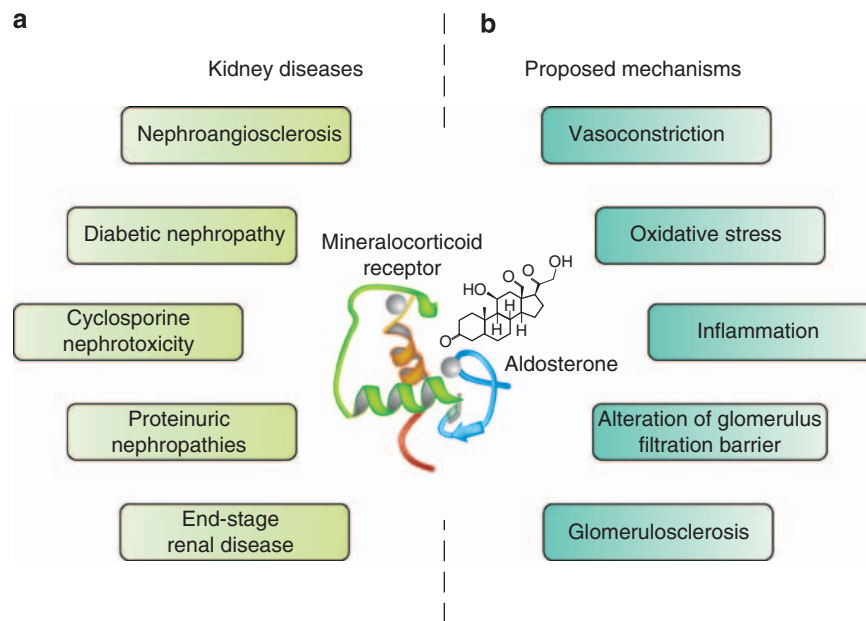 a
Kidney diseases
Nephroangiosclerosis
Diabetic nephropathy
Cyclosporine
nephrotoxicity
Proteinuric
nephropathies
End-stage
renal disease
Mineralocorticoid
receptor
O
OH
O
HO
H
H
H
O
Aldosterone
b
Proposed mechanisms
Vasoconstriction
Oxidative stress
Inflammation
Alteration of glomerulus
filtration barrier
Glomerulosclerosis